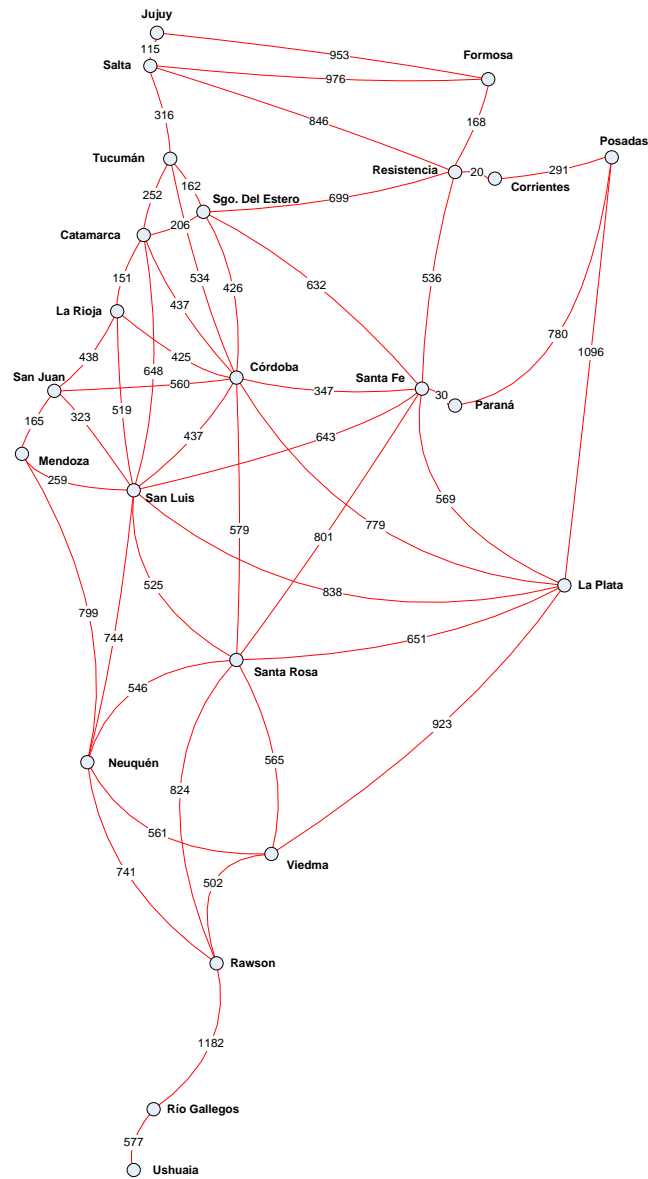 Jujuy
115
953
Formosa
Salta
976
316
846
168
Posadas
Tucumán
Resistencia
20
291
Corrientes
252
162
Sgo. Del Estero
699
206
Catamarca
151
534
426
632
536
437
La Rioja
780
1096
438
425
648
Córdoba
Santa Fe
San Juan
560
347
30
Paraná
165
323
519
437
643
Mendoza
259
San Luis
569
579
779
801
525
838
La Plata
799
744
651
Santa Rosa
546
923
Neuquén
565
824
561
Viedma
741
502
Rawson
1182
Río Gallegos
577
Ushuaia